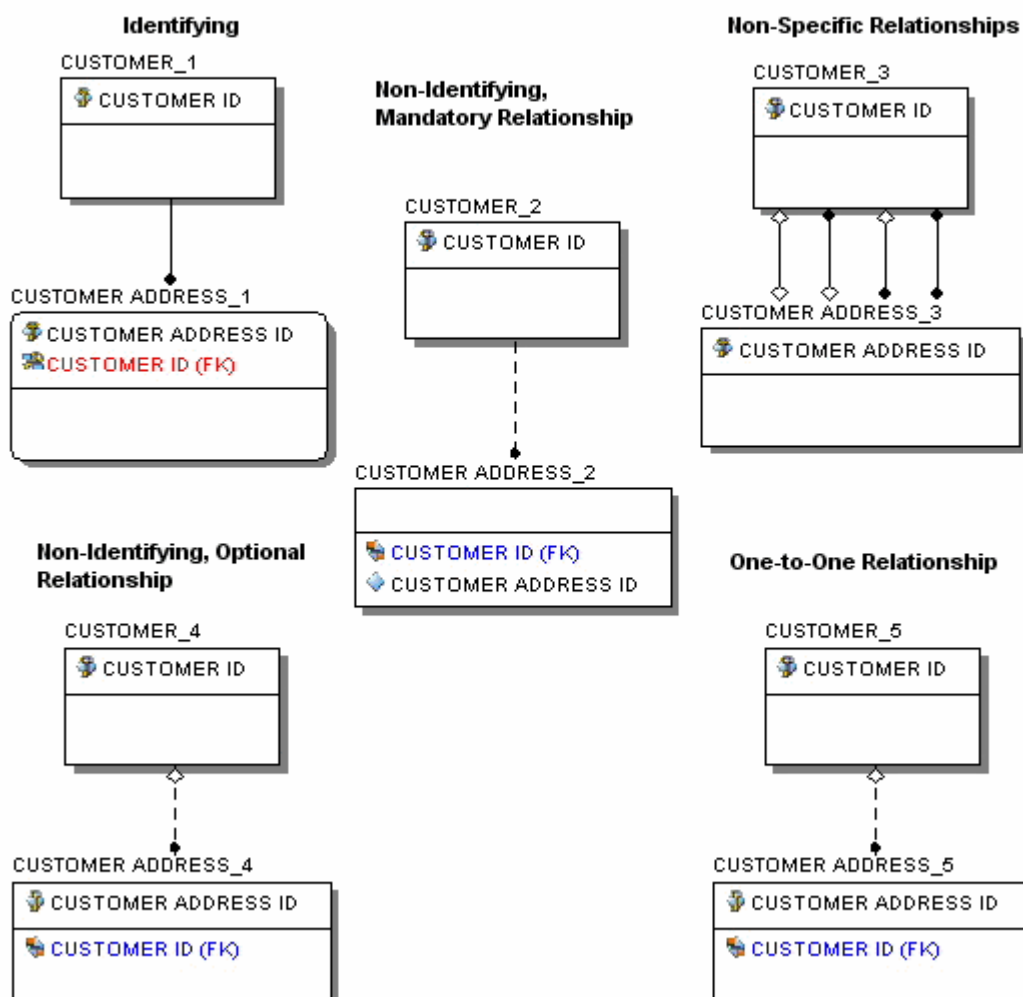 Identifying
CUSTOMER_1
CUSTOMER ID
CUSTOMER ADDRESS_1
CUSTOMER ADDRESS ID
CUSTOMER ID (FK)
Non-Identifying,
Mandatory Relationship
CUSTOMER_2
CUSTOMER ID
CUSTOMER ADDRESS_2
CUSTOMER ID (FK)
CUSTOMER ADDRESS ID
Non-Specific Relationships
CUSTOMER_3
CUSTOMER ID
CUSTOMER ADDRESS_3
CUSTOMER ADDRESS ID
Non-Identifying, Optional
Relationship
CUSTOMER_4
CUSTOMER ID
CUSTOMER ADDRESS_4
CUSTOMER ADDRESS ID
CUSTOMER ID (FK)
One-to-One Relationship
CUSTOMER_5
CUSTOMER ID
CUSTOMER ADDRESS_5
CUSTOMER ADDRESS ID
CUSTOMER ID (FK)